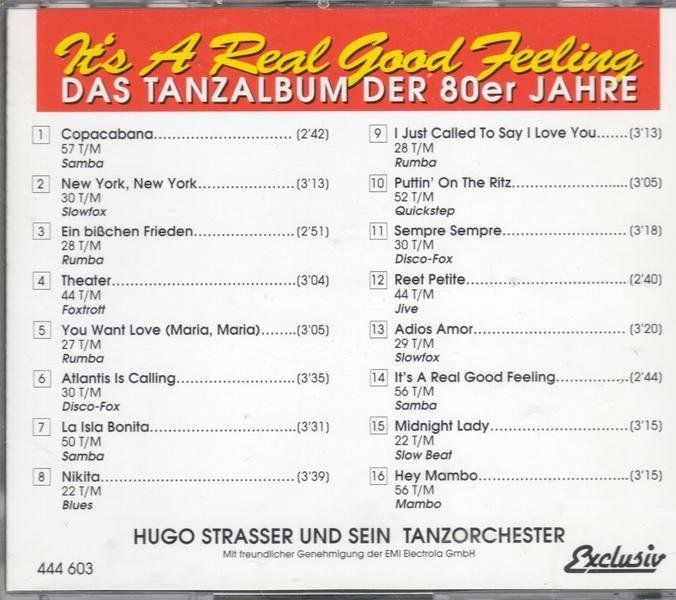 It's A Real Good Feeling
DAS TANZALBUM DER 80er JAHRE
1 Copacabana........................(2'42)
57 T/M
Samba
2 New York, New York................(3'13)
30 T/M
Slowfox
3 Ein bißchen Frieden.................(2'51)
28 T/M
Rumba
4 Theater................................(3'04)
44 T/M
Foxtrott
5 You Want Love (Maria, Maria).......(3'05)
27 T/M
Rumba
6 Atlantis Is Calling....................(3'35)
30 T/M
Disco-Fox
7 La Isla Bonita.........................(3'31)
50 T/M
Samba
8 Nikita..................................(3'39)
22 T/M
Blues
9 I Just Called To Say I Love You......(3'13)
28 T/M
Rumba
10 Puttin' On The Ritz....................(3'05)
52 T/M
Quickstep
11 Sempre Sempre.......................(3'18)
30 T/M
Disco-Fox
12 Reet Petite............................(2'40)
44 T/M
Jive
13 Adios Amor............................(3'20)
29 T/M
Slowfox
14 It's A Real Good Feeling..............(2'44)
56 T/M
Samba
15 Midnight Lady.........................(3'15)
22 T/M
Slow Beat
16 Hey Mambo............................(3'15)
56 T/M
Mambo
HUGO STRASSER UND SEIN TANZORCHESTER
Mit freundlicher Genehmigung der EMI Electrola GmbH
444 603
Exclusiv